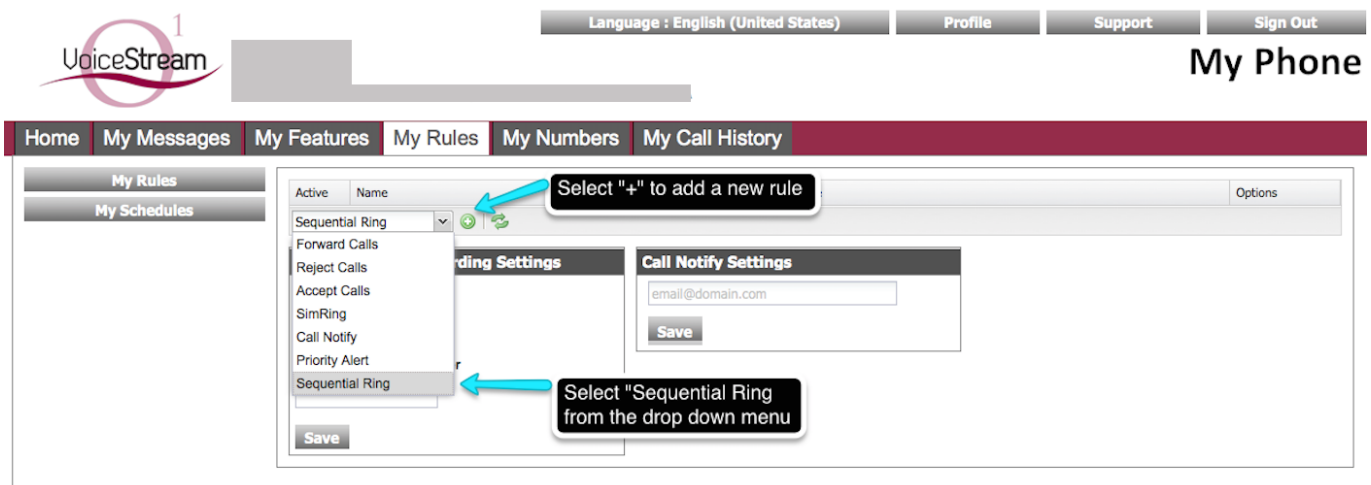 Language : English (United States) Profile Support Sign Out
1
VoiceStream
My Phone
Home My Messages My Features My Rules My Numbers My Call History
My Rules
My Schedules
Active Name Options
Select "+" to add a new rule
Sequential Ring
Forward Calls
Reject Calls
Accept Calls
SimRing
Call Notify
Priority Alert
Sequential Ring
Settings
Call Notify Settings
email@domain.com
Save
Select "Sequential Ring
from the drop down menu
Save